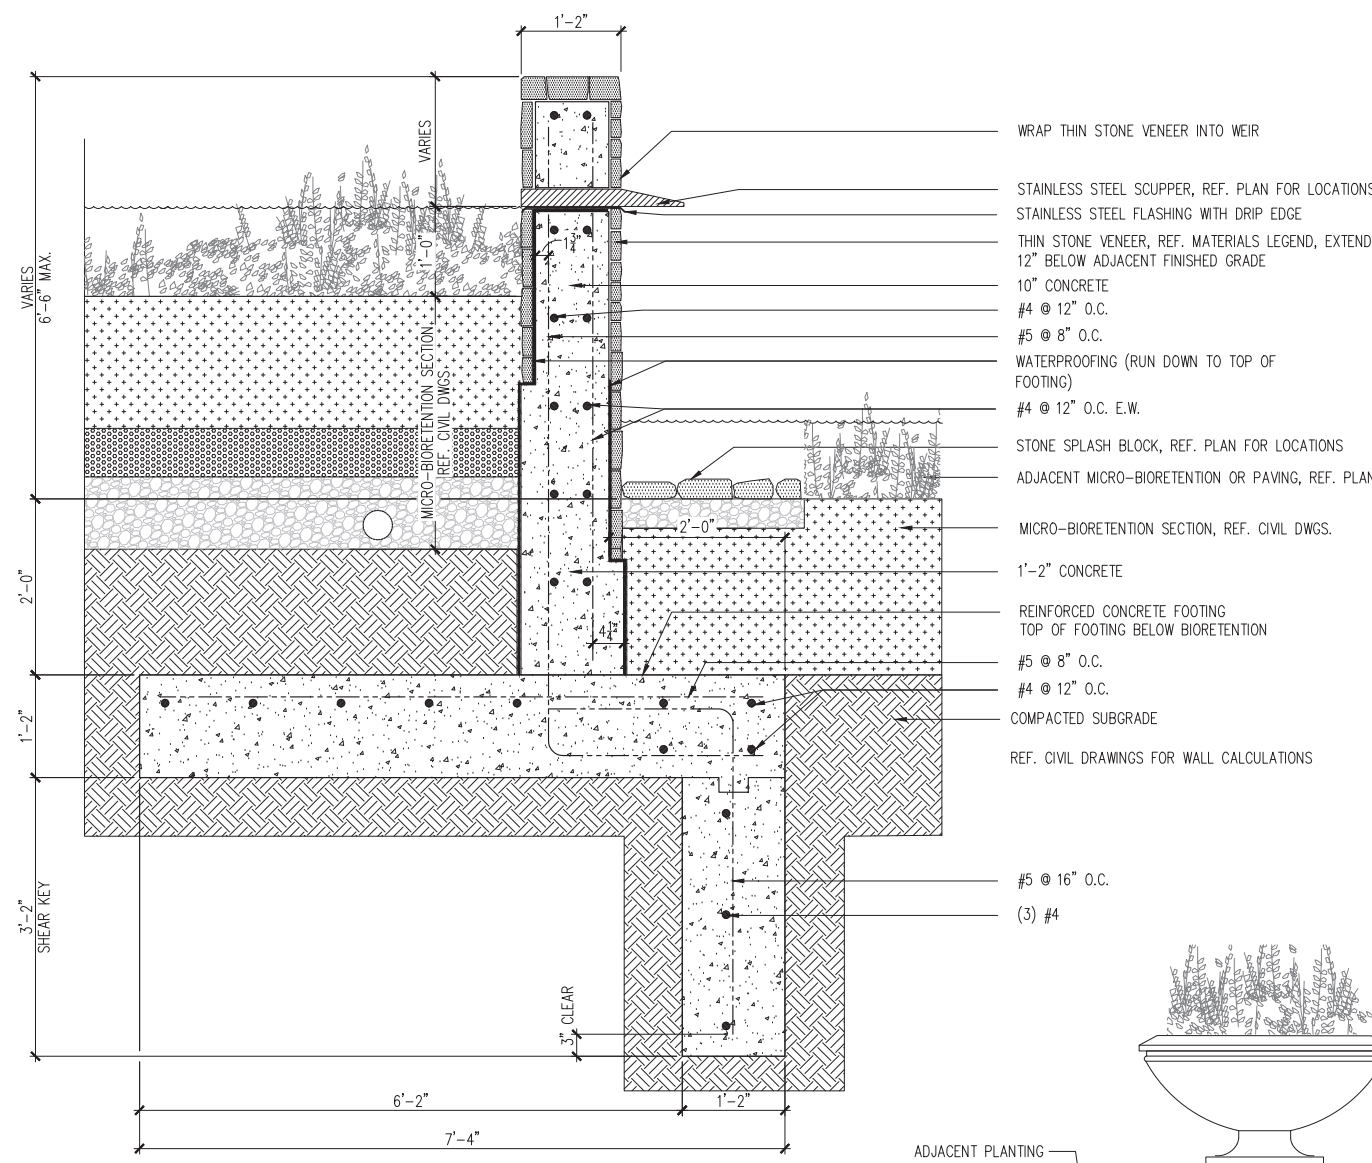 1'-2"
VARIES
6'-6" MAX.
VARIES
1'-0"
MICRO-BIORETENTION SECTION,
REF. CIVIL DWGS.
2'-0"
1'-2"
3'-2"
SHEAR KEY
3" CLEAR
6'-2"
1'-2"
7'-4"
2'-0"
WRAP THIN STONE VENEER INTO WEIR
STAINLESS STEEL SCUPPER, REF. PLAN FOR LOCATIONS
STAINLESS STEEL FLASHING WITH DRIP EDGE
THIN STONE VENEER, REF. MATERIALS LEGEND, EXTEND
12" BELOW ADJACENT FINISHED GRADE
10" CONCRETE
#4 @ 12" O.C.
#5 @ 8" O.C.
WATERPROOFING (RUN DOWN TO TOP OF
FOOTING)
#4 @ 12" O.C. E.W.
STONE SPLASH BLOCK, REF. PLAN FOR LOCATIONS
ADJACENT MICRO-BIORETENTION OR PAVING, REF. PLAN
MICRO-BIORETENTION SECTION, REF. CIVIL DWGS.
1'-2" CONCRETE
REINFORCED CONCRETE FOOTING
TOP OF FOOTING BELOW BIORETENTION
#5 @ 8" O.C.
#4 @ 12" O.C.
COMPACTED SUBGRADE
REF. CIVIL DRAWINGS FOR WALL CALCULATIONS
#5 @ 16" O.C.
(3) #4
ADJACENT PLANTING